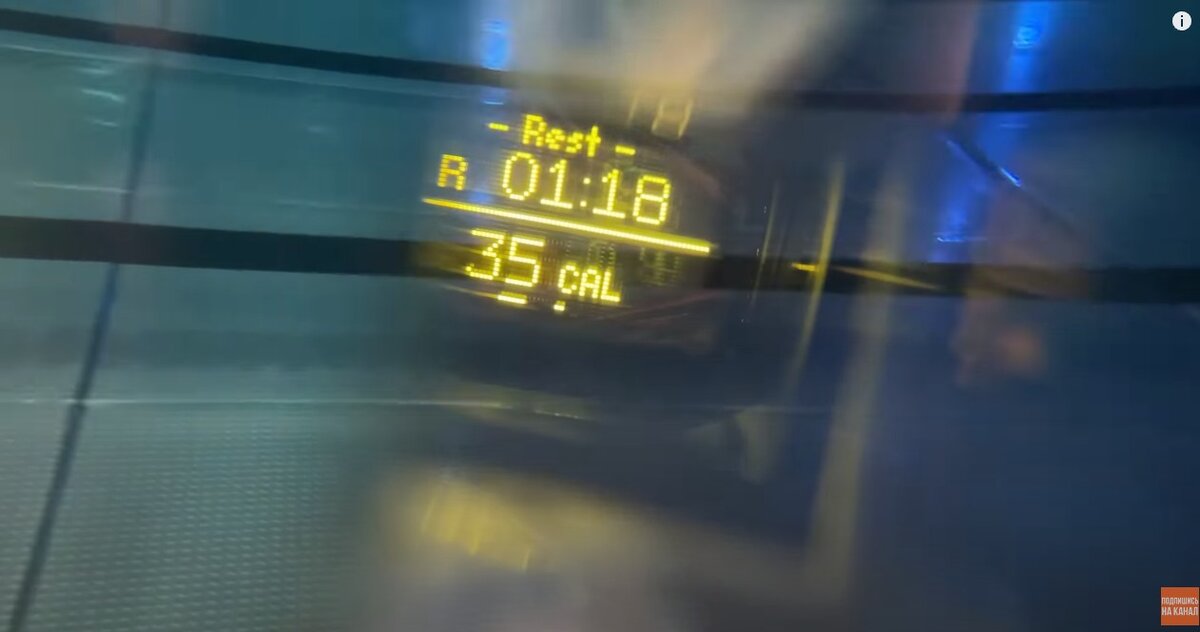 - Rest -
R 01:18
35 CAL
ПОДПИШИСЬ
НА КАНАЛ